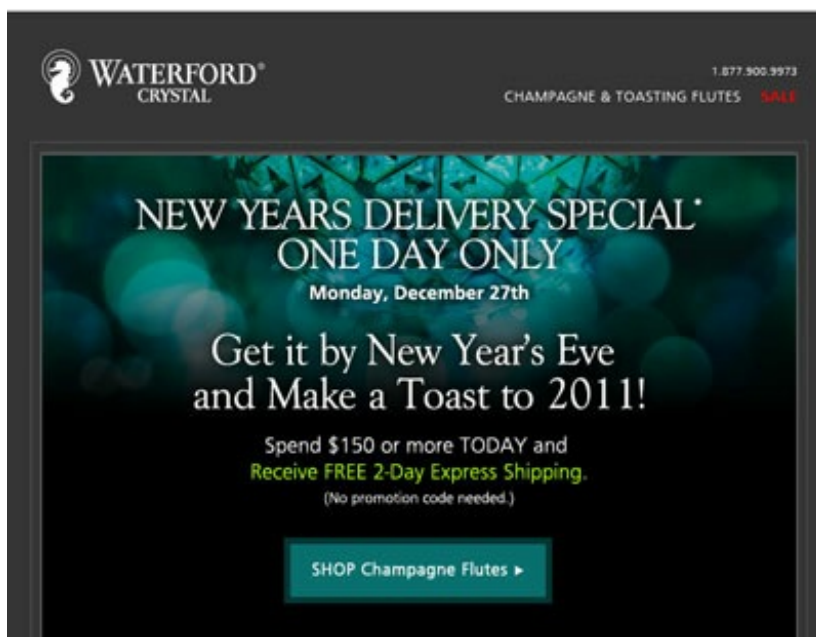 WATERFORD®
CRYSTAL
1.877.900.9973
CHAMPAGNE & TOASTING FLUTES SALE
NEW YEARS DELIVERY SPECIAL*
ONE DAY ONLY
Monday, December 27th
Get it by New Year's Eve
and Make a Toast to 2011!
Spend $150 or more TODAY and
Receive FREE 2-Day Express Shipping.
(No promotion code needed.)
SHOP Champagne Flutes ▸